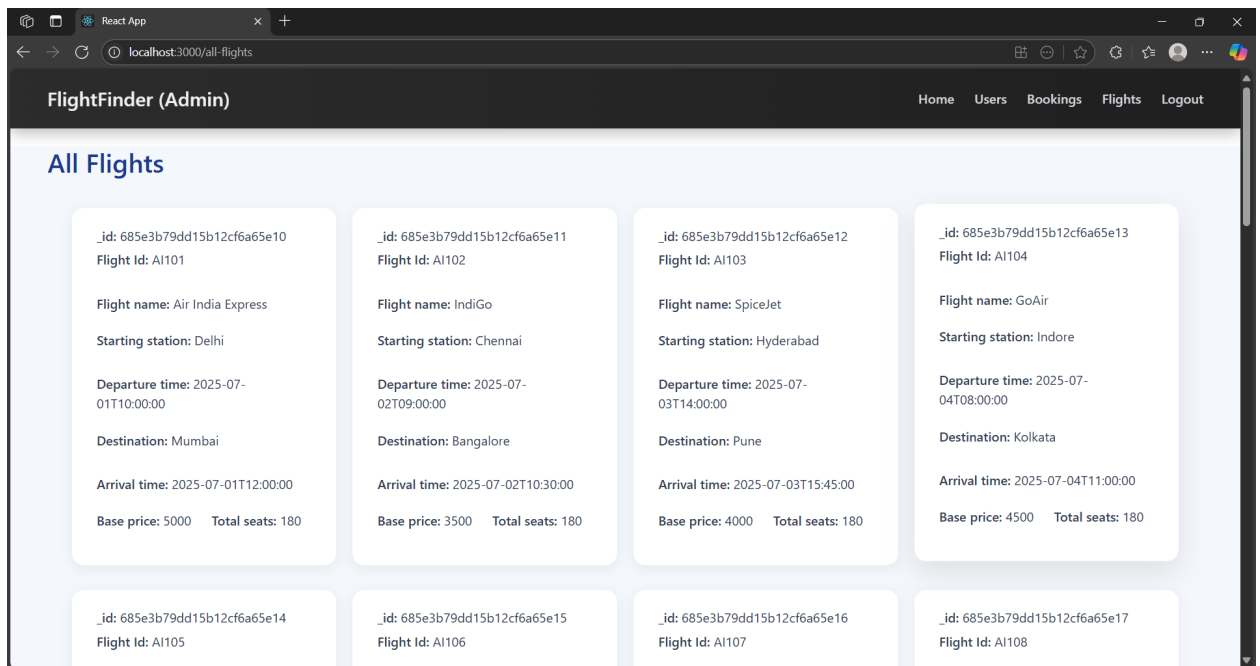 React App
localhost:3000/all-flights
FlightFinder (Admin)
Home Users Bookings Flights Logout
All Flights
_id: 685e3b79dd15b12cf6a65e10
Flight Id: AI101
Flight name: Air India Express
Starting station: Delhi
Departure time: 2025-07-
01T10:00:00
Destination: Mumbai
Arrival time: 2025-07-01T12:00:00
Base price: 5000 Total seats: 180
_id: 685e3b79dd15b12cf6a65e11
Flight Id: AI102
Flight name: IndiGo
Starting station: Chennai
Departure time: 2025-07-
02T09:00:00
Destination: Bangalore
Arrival time: 2025-07-02T10:30:00
Base price: 3500 Total seats: 180
_id: 685e3b79dd15b12cf6a65e12
Flight Id: AI103
Flight name: SpiceJet
Starting station: Hyderabad
Departure time: 2025-07-
03T14:00:00
Destination: Pune
Arrival time: 2025-07-03T15:45:00
Base price: 4000 Total seats: 180
_id: 685e3b79dd15b12cf6a65e13
Flight Id: AI104
Flight name: GoAir
Starting station: Indore
Departure time: 2025-07-
04T08:00:00
Destination: Kolkata
Arrival time: 2025-07-04T11:00:00
Base price: 4500 Total seats: 180
_id: 685e3b79dd15b12cf6a65e14
Flight Id: AI105
_id: 685e3b79dd15b12cf6a65e15
Flight Id: AI106
_id: 685e3b79dd15b12cf6a65e16
Flight Id: AI107
_id: 685e3b79dd15b12cf6a65e17
Flight Id: AI108